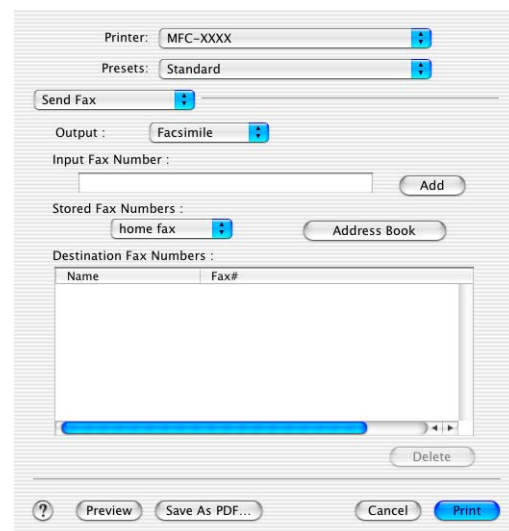 Printer: MFC-XXXX
Presets: Standard
Send Fax
Output : Facsimile
Input Fax Number :
Add
Stored Fax Numbers :
home fax Address Book
Destination Fax Numbers :
Name Fax#
Delete
? Preview Save As PDF... Cancel Print